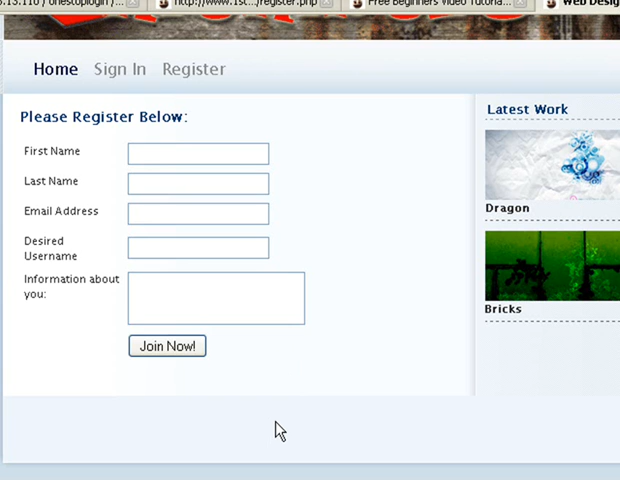 http://www.1st.../register.php
Free Beginners Video Tutoria...
Web Desig
Home Sign In Register
Please Register Below:
First Name
Last Name
Email Address
Desired
Username
Information about
you:
Join Now!
Latest Work
Dragon
Bricks